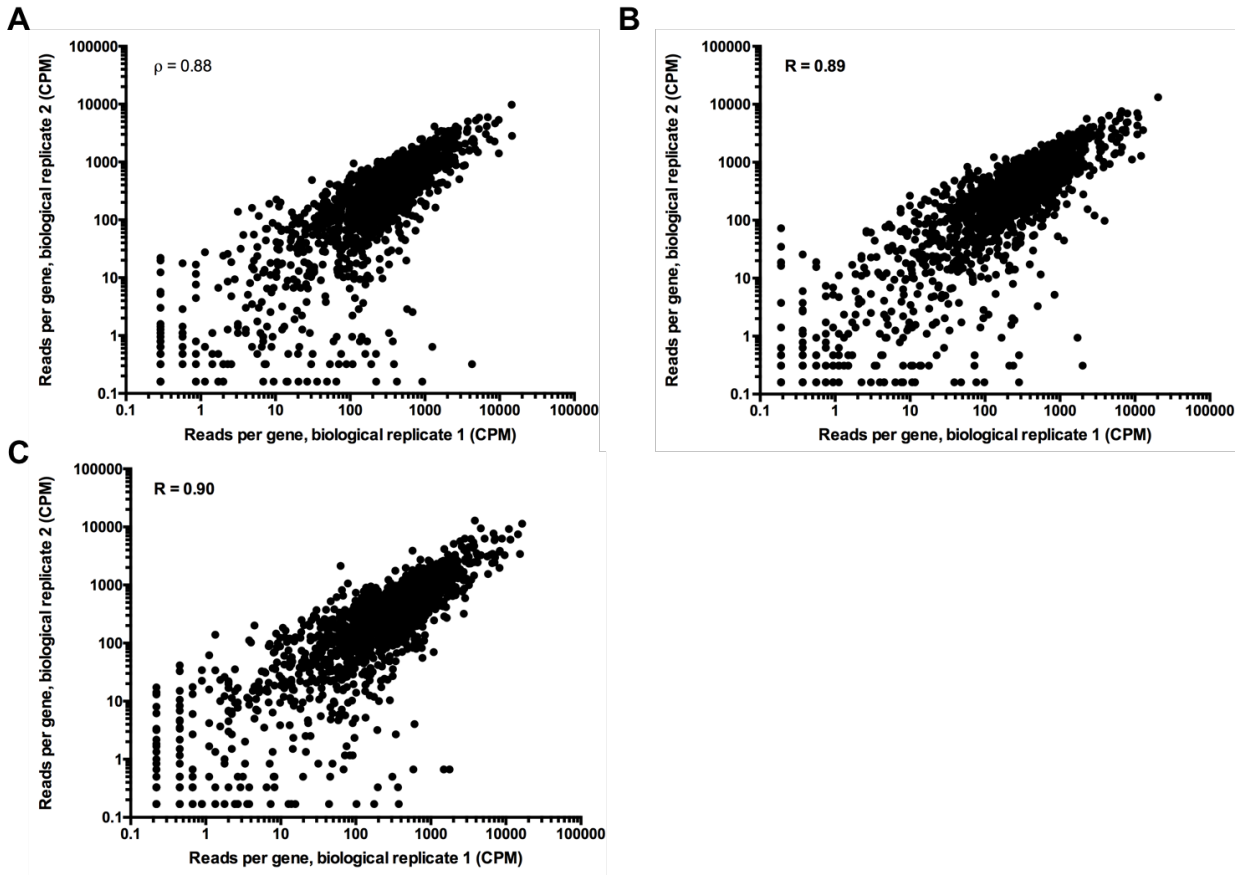 A
ρ = 0.88
Reads per gene, biological replicate 2 (CPM)
100000
10000
1000
100
10
1
0.1
0.1 1 10 100 1000 10000 100000
Reads per gene, biological replicate 1 (CPM)
B
R = 0.89
Reads per gene, biological replicate 2 (CPM)
100000
10000
1000
100
10
1
0.1
0.1 1 10 100 1000 10000 100000
Reads per gene, biological replicate 1 (CPM)
C
R = 0.90
Reads per gene, biological replicate 2 (CPM)
100000
10000
1000
100
10
1
0.1
0.1 1 10 100 1000 10000 100000
Reads per gene, biological replicate 1 (CPM)